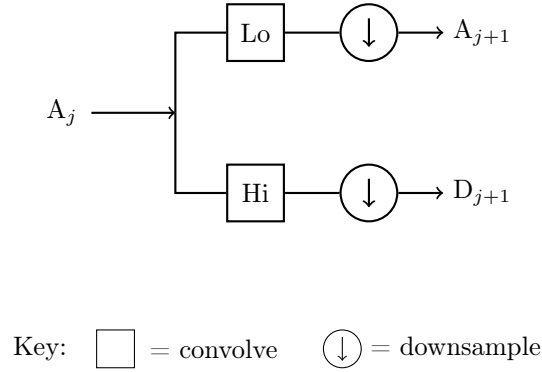 Lo
A_{j+1}
A_j
Hi
D_{j+1}
Key: = convolve = downsample